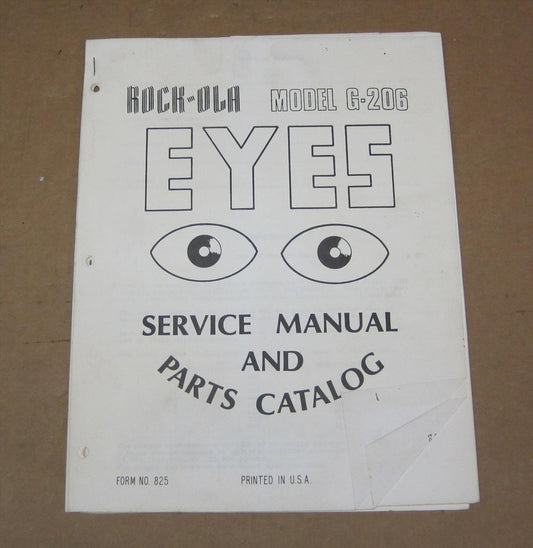 ROCK-OLA MODEL G-206
EYES
SERVICE MANUAL
AND
PARTS CATALOG
FORM NO. 825 PRINTED IN U.S.A.